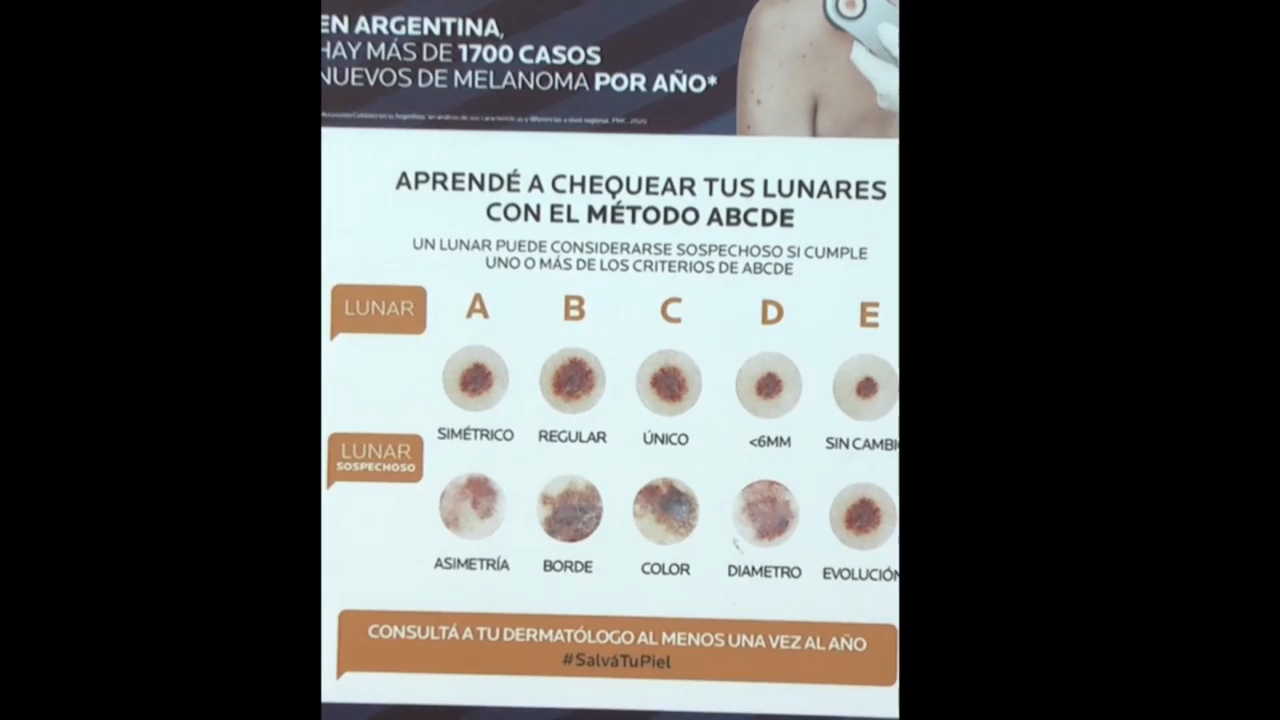 EN ARGENTINA,
HAY MÁS DE 1700 CASOS
NUEVOS DE MELANOMA POR AÑO*
APRENDÉ A CHEQUEAR TUS LUNARES
CON EL MÉTODO ABCDE
UN LUNAR PUEDE CONSIDERARSE SOSPECHOSO SI CUMPLE
UNO O MÁS DE LOS CRITERIOS DE ABCDE
LUNAR A B C D E
SIMÉTRICO REGULAR ÚNICO <6MM SIN CAMBI
LUNAR
SOSPECHOSO
ASIMETRÍA BORDE COLOR DIAMETRO EVOLUCIÓN
CONSULTÁ A TU DERMATÓLOGO AL MENOS UNA VEZ AL AÑO
#SalváTuPiel